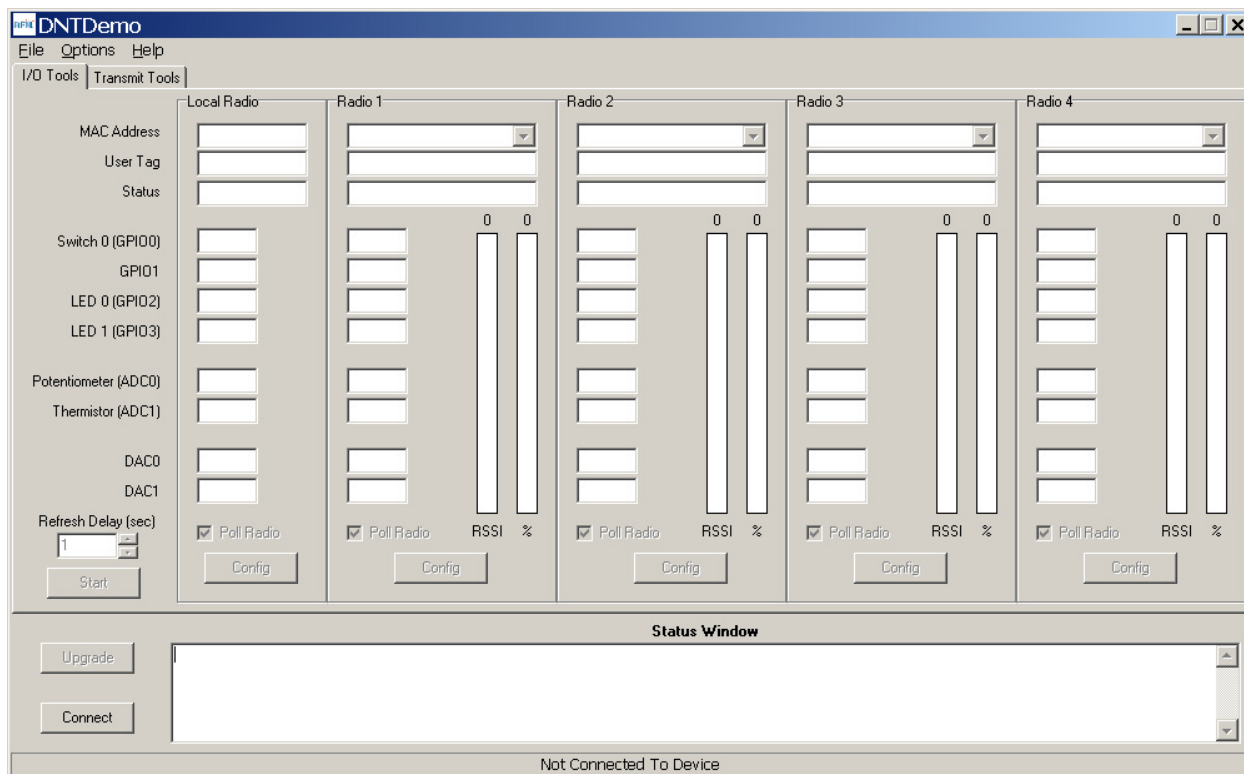 RFM DNTDemo
File Options Help
I/O Tools Transmit Tools
Local Radio Radio 1 Radio 2 Radio 3 Radio 4
MAC Address
User Tag
Status
0 0 0 0 0 0 0 0
Switch 0 (GPIO0)
GPIO1
LED 0 (GPIO2)
LED 1 (GPIO3)
Potentiometer (ADC0)
Thermistor (ADC1)
DAC0
DAC1
Refresh Delay (sec)
1
Poll Radio Poll Radio RSSI % Poll Radio RSSI % Poll Radio RSSI % Poll Radio RSSI %
Start Config Config Config Config Config
Status Window
Upgrade
Connect
Not Connected To Device